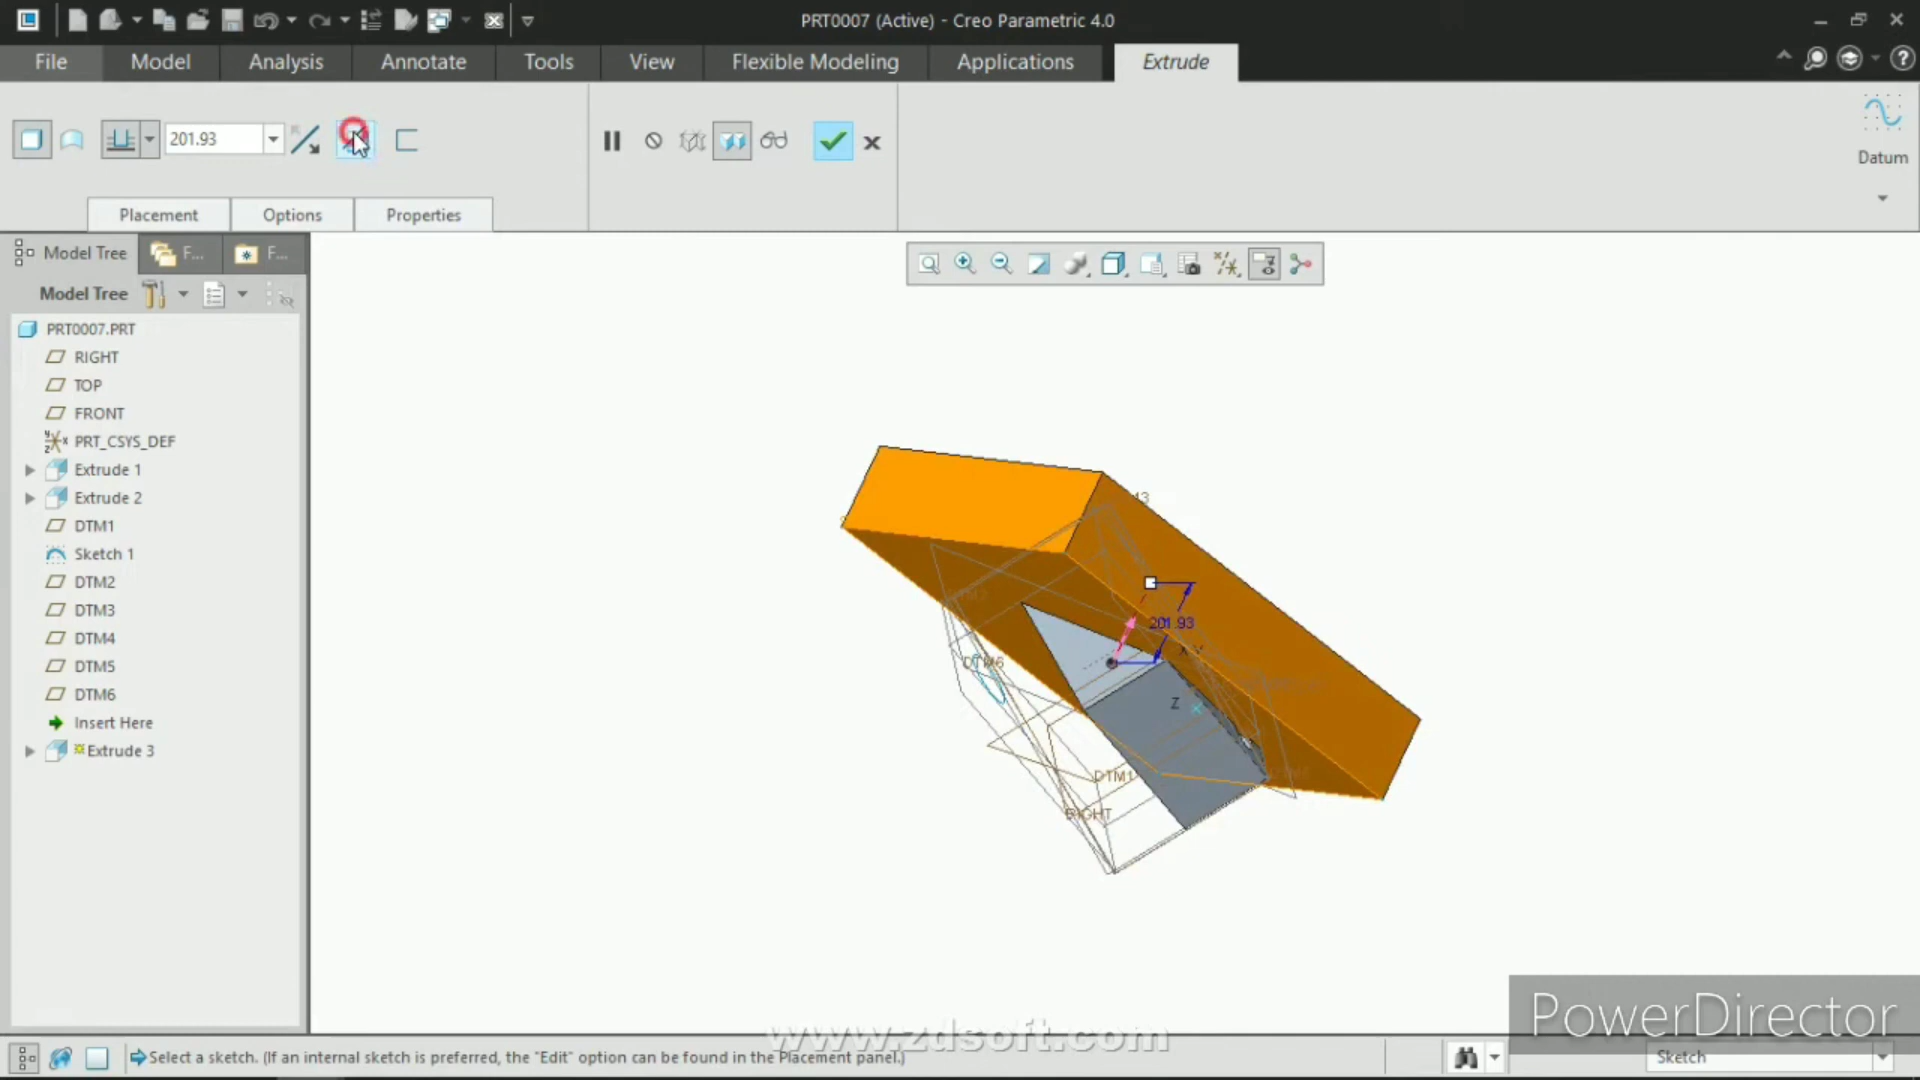 PRT0007 (Active) - Creo Parametric 4.0
File Model Analysis Annotate Tools View Flexible Modeling Applications Extrude
201.93
Datum
Placement Options Properties
Model Tree F... F...
Model Tree
PRT0007.PRT
RIGHT
TOP
FRONT
PRT_CSYS_DEF
Extrude 1
Extrude 2
DTM1
Sketch 1
DTM2
DTM3
DTM4
DTM5
DTM6
Insert Here
Extrude 3
201.93
DTM6
Z
DTM1
RIGHT
PowerDirector
www.zdsoft.com
Select a sketch. (If an internal sketch is preferred, the "Edit" option can be found in the Placement panel.)
Sketch